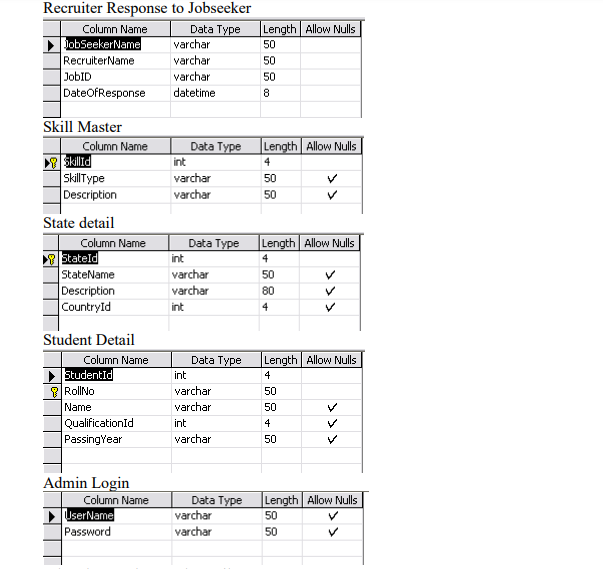 Recruiter Response to Jobseeker
Column Name Data Type Length Allow Nulls
JobSeekerName varchar 50
RecruiterName varchar 50
JobID varchar 50
DateOfResponse datetime 8
Skill Master
Column Name Data Type Length Allow Nulls
SkillId int 4
SkillType varchar 50 ✓
Description varchar 50 ✓
State detail
Column Name Data Type Length Allow Nulls
StateId int 4
StateName varchar 50 ✓
Description varchar 80 ✓
CountryId int 4 ✓
Student Detail
Column Name Data Type Length Allow Nulls
StudentId int 4
RollNo varchar 50
Name varchar 50 ✓
QualificationId int 4 ✓
PassingYear varchar 50 ✓
Admin Login
Column Name Data Type Length Allow Nulls
UserName varchar 50 ✓
Password varchar 50 ✓